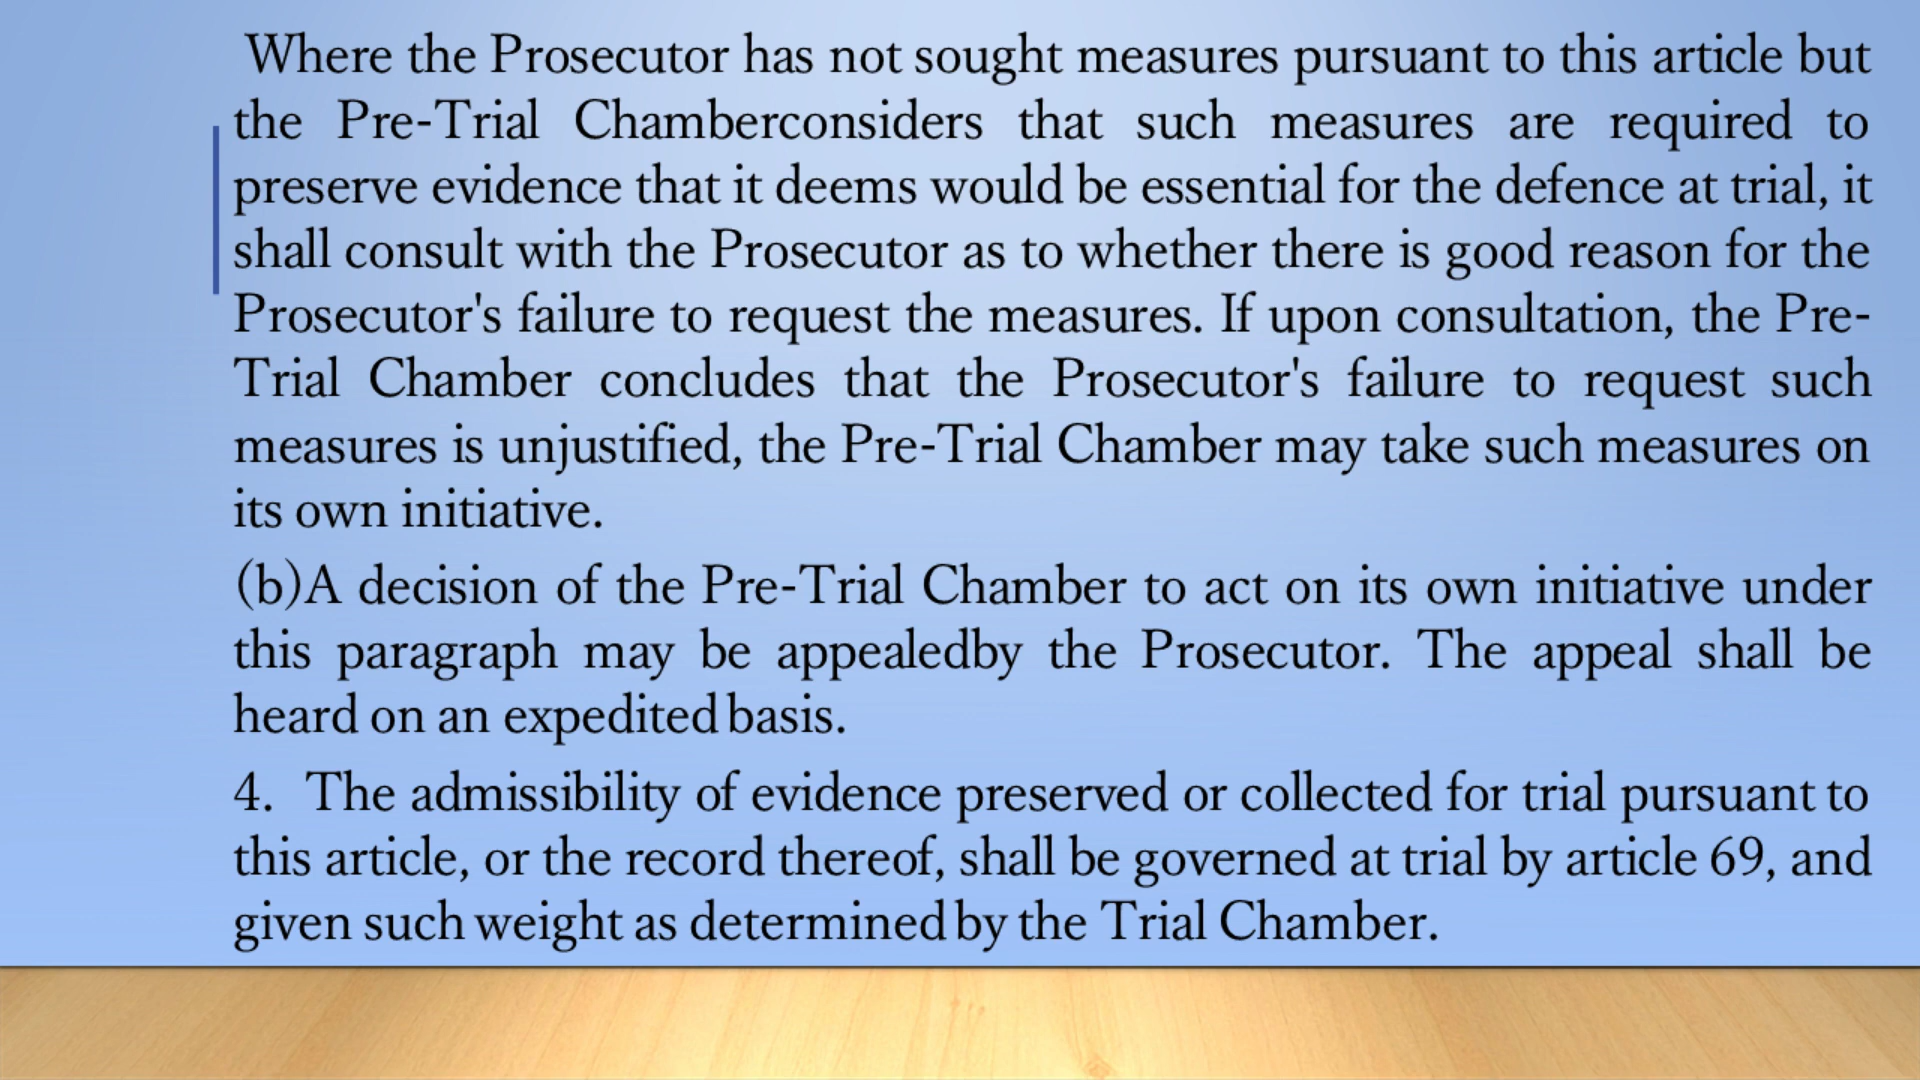 Where the Prosecutor has not sought measures pursuant to this article but
the Pre-Trial Chamberconsiders that such measures are required to
preserve evidence that it deems would be essential for the defence at trial, it
shall consult with the Prosecutor as to whether there is good reason for the
Prosecutor's failure to request the measures. If upon consultation, the Pre-
Trial Chamber concludes that the Prosecutor's failure to request such
measures is unjustified, the Pre-Trial Chamber may take such measures on
its own initiative.
(b)A decision of the Pre-Trial Chamber to act on its own initiative under
this paragraph may be appealedby the Prosecutor. The appeal shall be
heard on an expedited basis.
4. The admissibility of evidence preserved or collected for trial pursuant to
this article, or the record thereof, shall be governed at trial by article 69, and
given such weight as determined by the Trial Chamber.